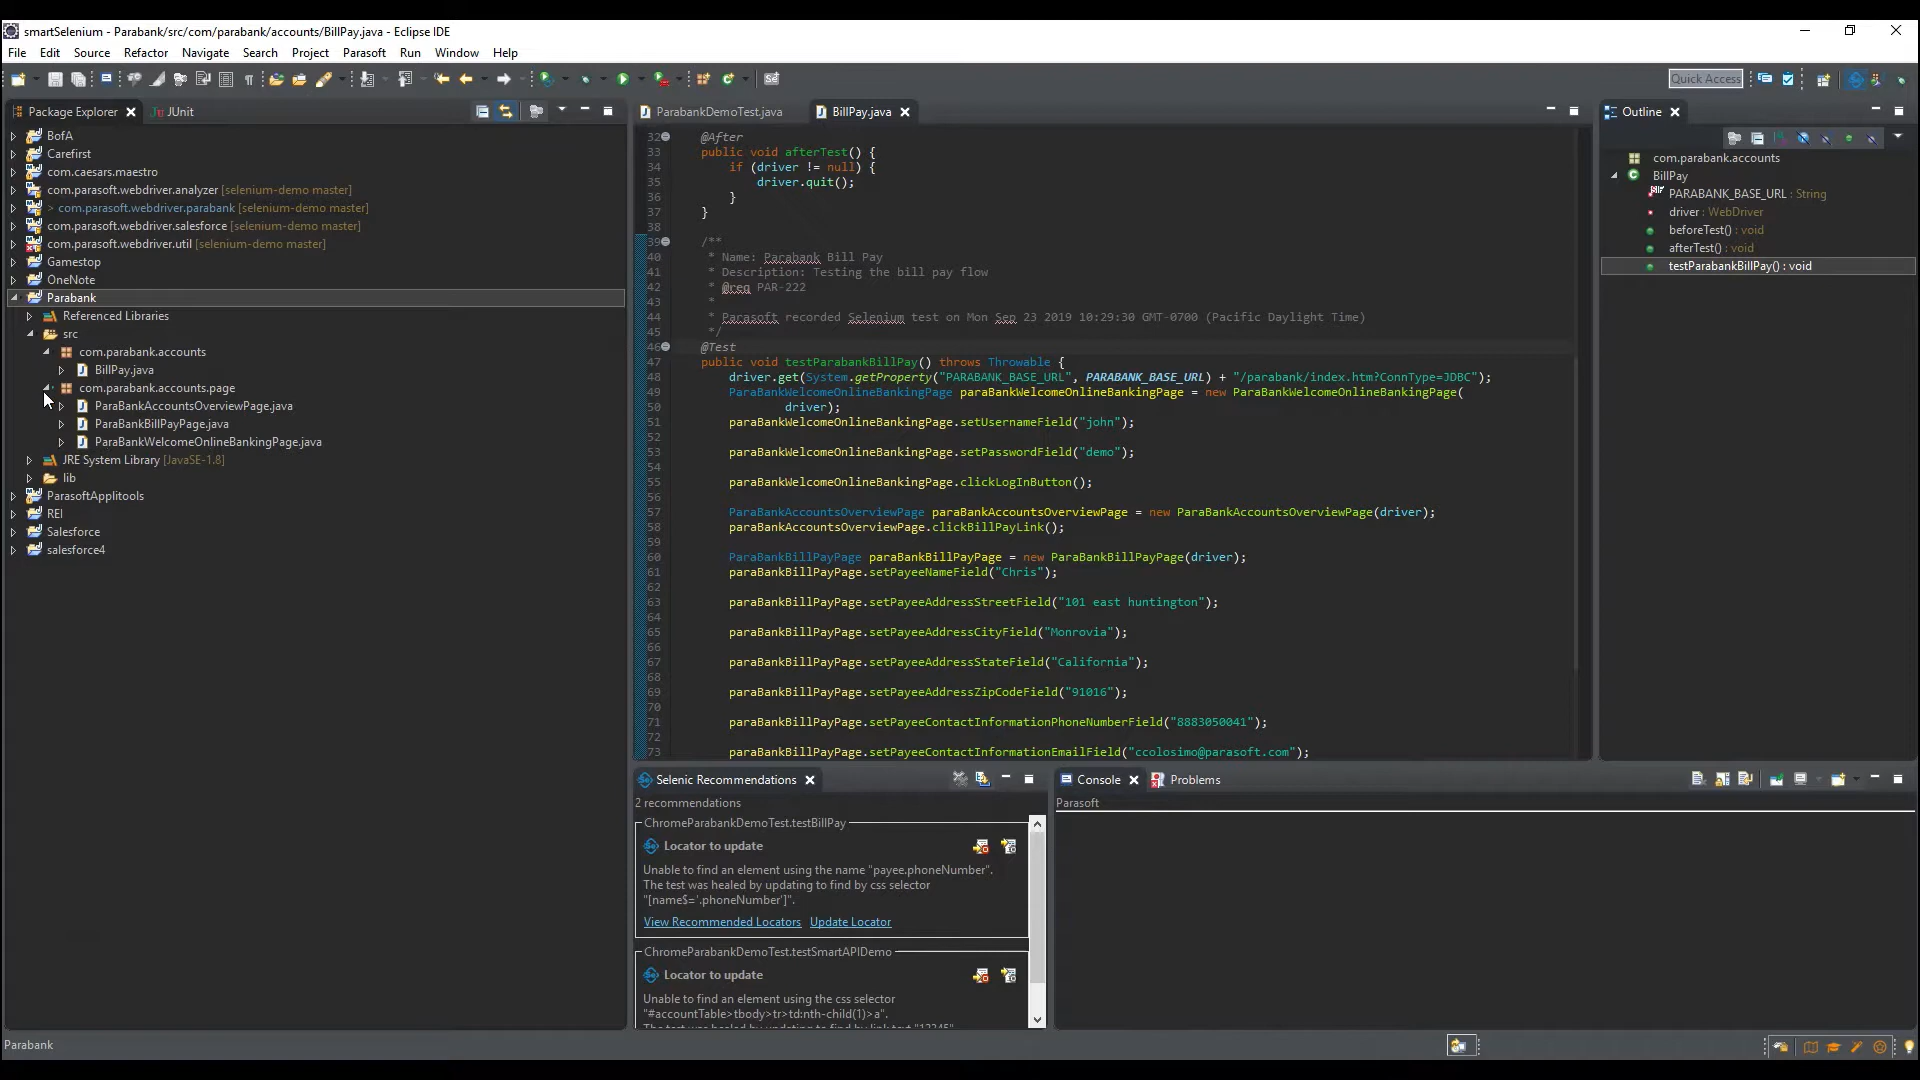 smartSelenium - Parabank/src/com/parabank/accounts/BillPay.java - Eclipse IDE
File Edit Source Refactor Navigate Search Project Parasoft Run Window Help
Quick Access
Package Explorer JUnit
BofA
Carefirst
com.caesars.maestro
com.parasoft.webdriver.analyzer [selenium-demo master]
> com.parasoft.webdriver.parabank [selenium-demo master]
com.parasoft.webdriver.salesforce [selenium-demo master]
com.parasoft.webdriver.util [selenium-demo master]
Gamestop
OneNote
Parabank
Referenced Libraries
src
com.parabank.accounts
BillPay.java
com.parabank.accounts.page
ParaBankAccountsOverviewPage.java
ParaBankBillPayPage.java
ParaBankWelcomeOnlineBankingPage.java
JRE System Library [JavaSE-1.8]
lib
ParasoftApplitools
REI
Salesforce
salesforce4
ParabankDemoTest.java BillPay.java
32 @After
33 public void afterTest() {
34 if (driver != null) {
35 driver.quit();
36 }
37 }
38
39 /**
40 * Name: Parabank Bill Pay
41 * Description: Testing the bill pay flow
42 * @req PAR-222
43 *
44 * Parasoft recorded Selenium test on Mon Sep 23 2019 10:29:30 GMT-0700 (Pacific Daylight Time)
45 */
46 @Test
47 public void testParabankBillPay() throws Throwable {
48 driver.get(System.getProperty("PARABANK_BASE_URL", PARABANK_BASE_URL) + "/parabank/index.htm?ConnType=JDBC");
49 ParaBankWelcomeOnlineBankingPage paraBankWelcomeOnlineBankingPage = new ParaBankWelcomeOnlineBankingPage(
50 driver);
51 paraBankWelcomeOnlineBankingPage.setUsernameField("john");
52
53 paraBankWelcomeOnlineBankingPage.setPasswordField("demo");
54
55 paraBankWelcomeOnlineBankingPage.clickLogInButton();
56
57 ParaBankAccountsOverviewPage paraBankAccountsOverviewPage = new ParaBankAccountsOverviewPage(driver);
58 paraBankAccountsOverviewPage.clickBillPayLink();
59
60 ParaBankBillPayPage paraBankBillPayPage = new ParaBankBillPayPage(driver);
61 paraBankBillPayPage.setPayeeNameField("Chris");
62
63 paraBankBillPayPage.setPayeeAddressStreetField("101 east huntington");
64
65 paraBankBillPayPage.setPayeeAddressCityField("Monrovia");
66
67 paraBankBillPayPage.setPayeeAddressStateField("California");
68
69 paraBankBillPayPage.setPayeeAddressZipCodeField("91016");
70
71 paraBankBillPayPage.setPayeeContactInformationPhoneNumberField("8883050041");
72
73 paraBankBillPayPage.setPayeeContactInformationEmailField("ccolosimo@parasoft.com");
Outline
com.parabank.accounts
BillPay
PARABANK_BASE_URL : String
driver : WebDriver
beforeTest() : void
afterTest() : void
testParabankBillPay() : void
Selenic Recommendations
2 recommendations
ChromeParabankDemoTest.testBillPay
Locator to update
Unable to find an element using the name "payee.phoneNumber".
The test was healed by updating to find by css selector
"[name$='.phoneNumber']".
View Recommended Locators Update Locator
ChromeParabankDemoTest.testSmartAPIDemo
Locator to update
Unable to find an element using the css selector
"#accountTable>tbody>tr>td:nth-child(1)>a".
The test was healed by updating to find by link text "12345"
Console Problems
Parasoft
Parabank